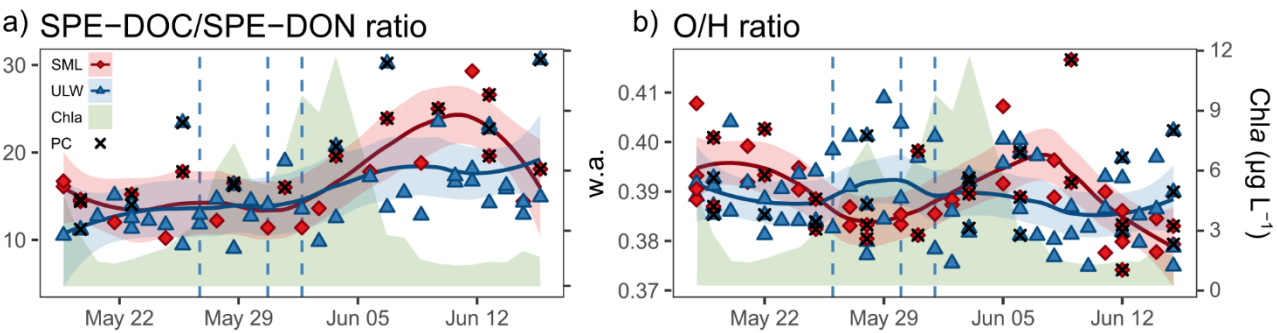 a) SPE−DOC/SPE−DON ratio
30
20
10
SML
ULW
Chla
PC
May 22
May 29
Jun 05
Jun 12
b) O/H ratio
w.a.
0.41
0.40
0.39
0.38
0.37
12
9
6
3
0
Chla (µg L⁻¹)
May 22
May 29
Jun 05
Jun 12